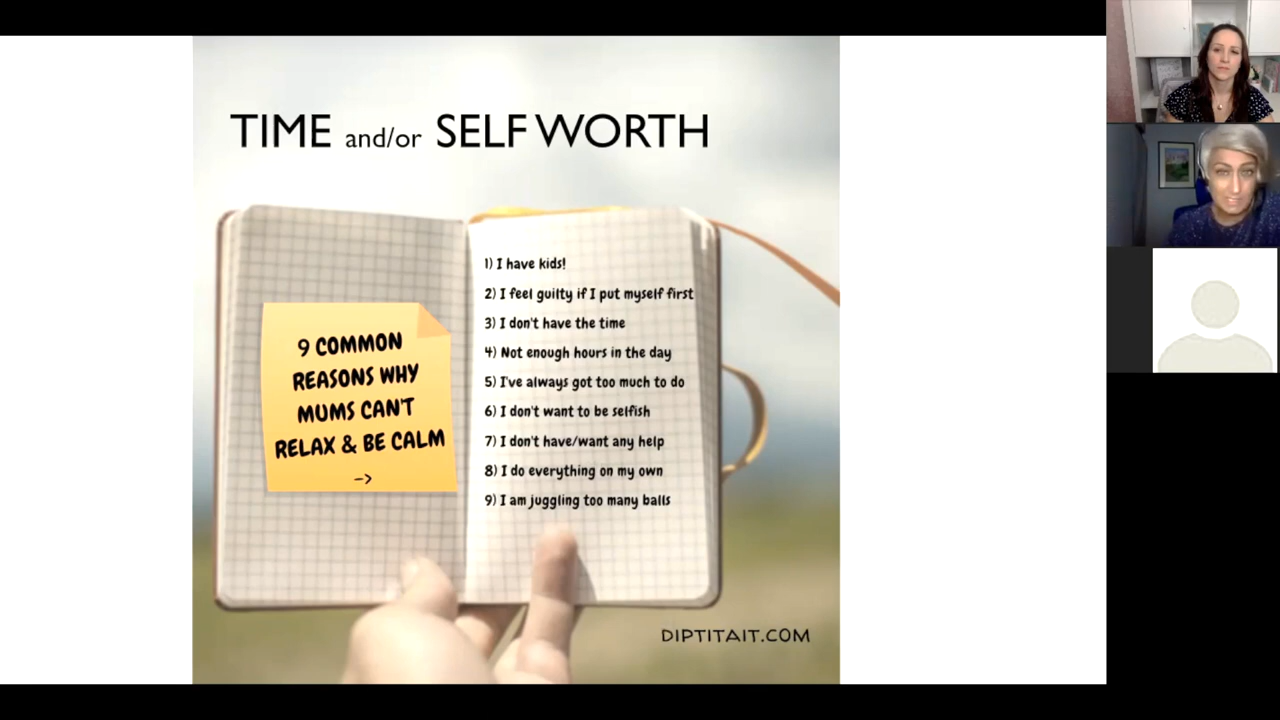 TIME and/or SELF WORTH
9 COMMON
REASONS WHY
MUMS CAN'T
RELAX & BE CALM
->
1) I have kids!
2) I feel guilty if I put myself first
3) I don't have the time
4) Not enough hours in the day
5) I've always got too much to do
6) I don't want to be selfish
7) I don't have/want any help
8) I do everything on my own
9) I am juggling too many balls
DIPTITAIT.COM